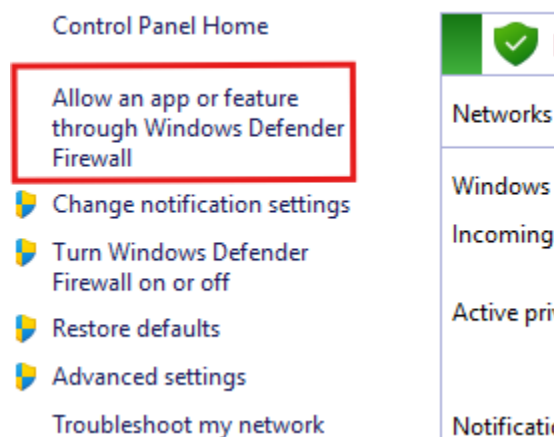 Control Panel Home
Allow an app or feature
through Windows Defender
Firewall
Change notification settings
Turn Windows Defender
Firewall on or off
Restore defaults
Advanced settings
Troubleshoot my network
Networks
Windows
Incoming
Active